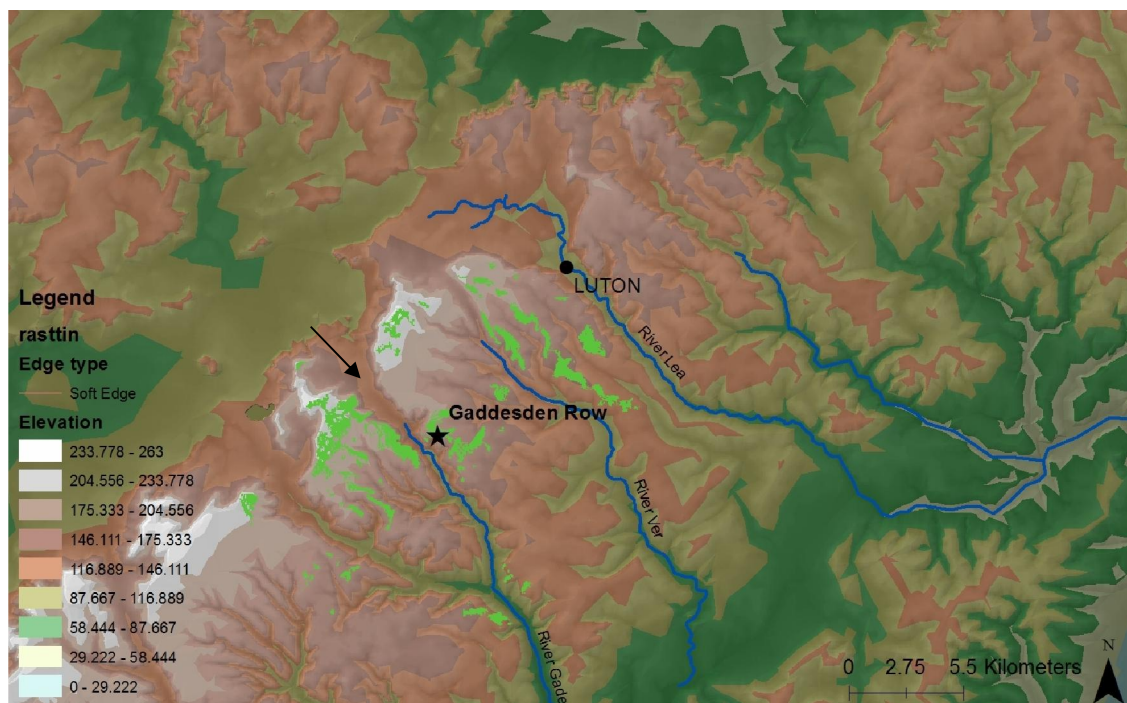 LUTON
River Lea
Gaddesden Row
River Ver
River Gade
Legend
rasttin
Edge type
Soft Edge
Elevation
233.778 - 263
204.556 - 233.778
175.333 - 204.556
146.111 - 175.333
116.889 - 146.111
87.667 - 116.889
58.444 - 87.667
29.222 - 58.444
0 - 29.222
N
0 2.75 5.5 Kilometers